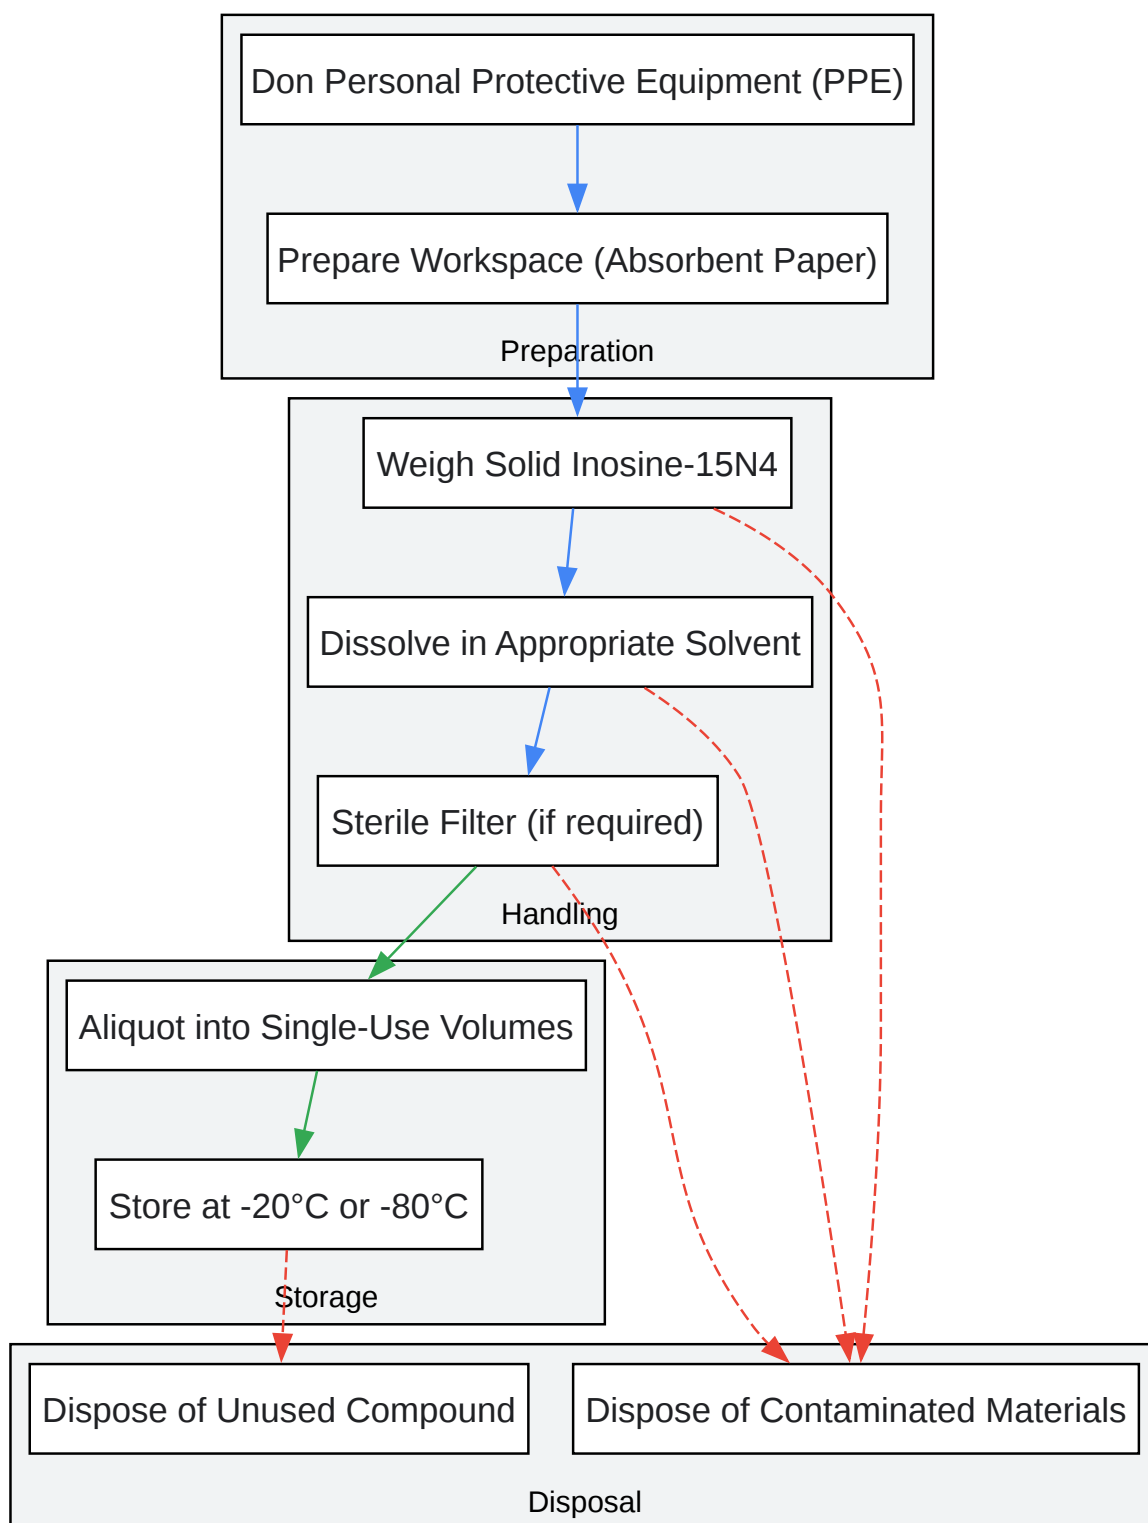 Don Personal Protective Equipment (PPE)
Prepare Workspace (Absorbent Paper)
Preparation
Weigh Solid Inosine-15N4
Dissolve in Appropriate Solvent
Sterile Filter (if required)
Handling
Aliquot into Single-Use Volumes
Store at -20°C or -80°C
Storage
Dispose of Unused Compound
Dispose of Contaminated Materials
Disposal